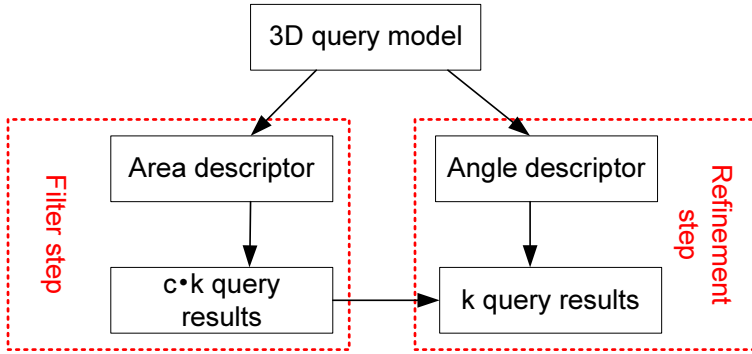 3D query model
Filter step
Area descriptor
c•k query
results
Angle descriptor
k query results
Refinement
step